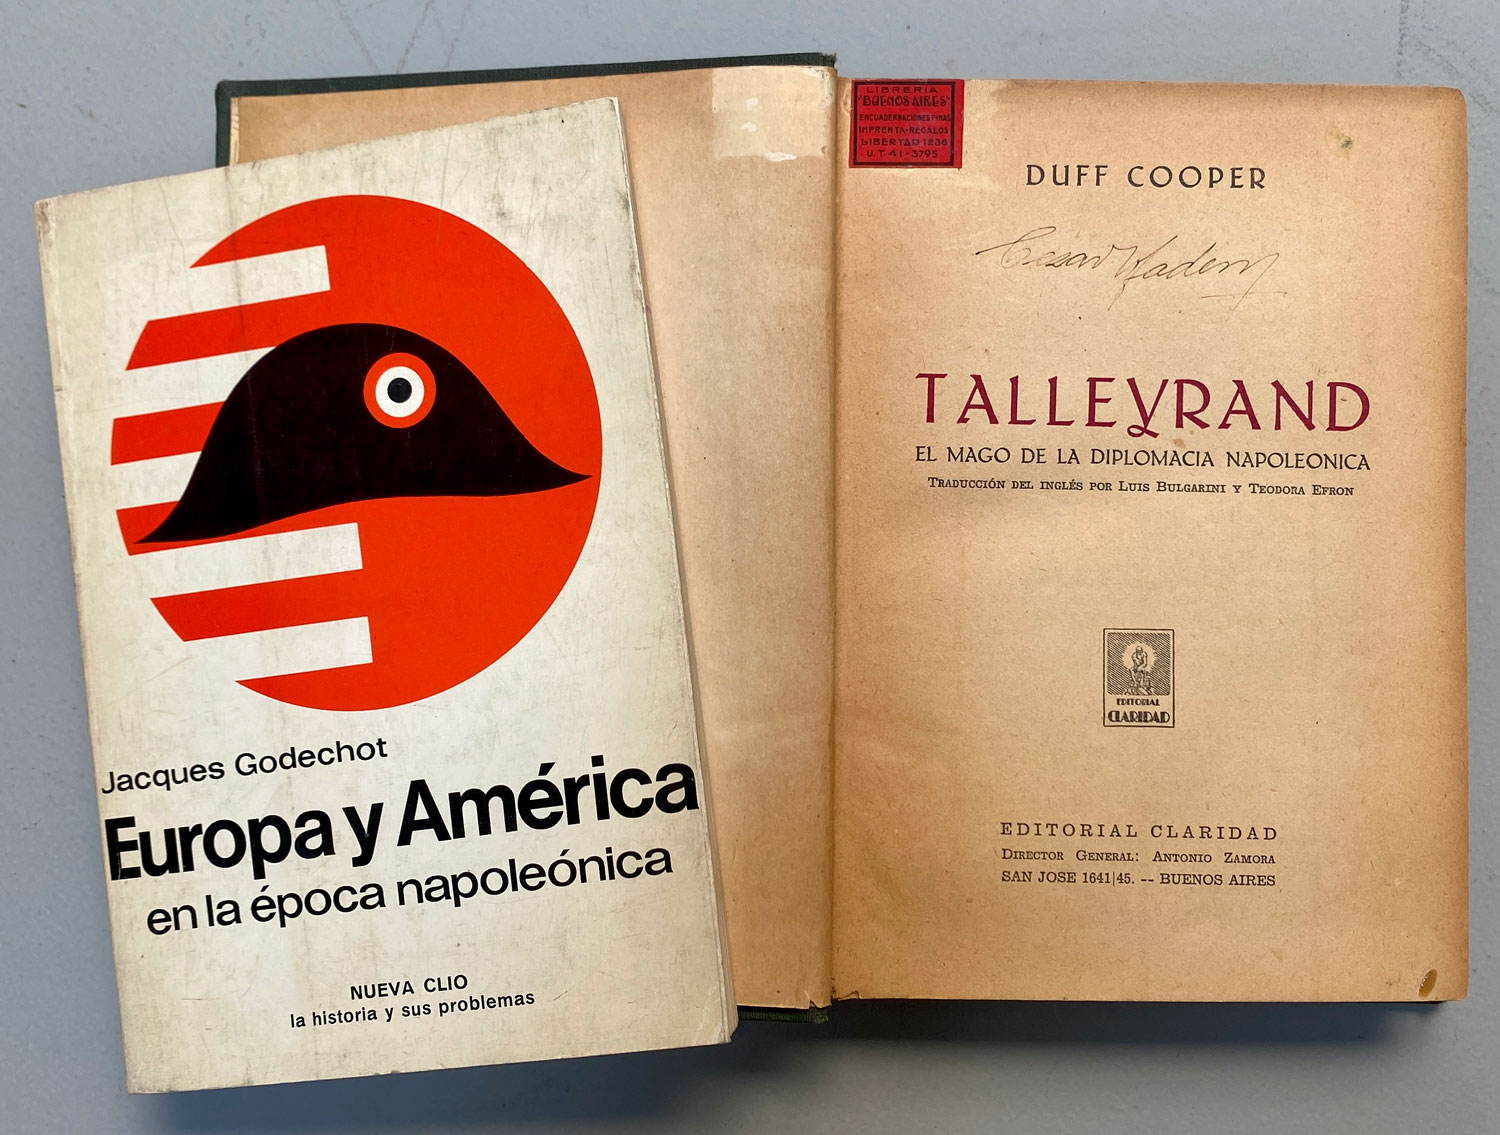 Jacques Godechot
Europa y América
en la época napoleónica
NUEVA CLIO
la historia y sus problemas
LIBRERIA
"BUENOS AIRES"
ENCUADERNACIONES FINAS
IMPRENTA-REGALOS
LIBERTAD 1236
U.T. 41-3795
DUFF COOPER
Cesar
TALLEYRAND
EL MAGO DE LA DIPLOMACIA NAPOLEONICA
TRADUCCIÓN DEL INGLÉS POR LUIS BULGARINI Y TEODORA EFRON
EDITORIAL
CLARIDAD
EDITORIAL CLARIDAD
DIRECTOR GENERAL: ANTONIO ZAMORA
SAN JOSE 1641|45. -- BUENOS AIRES